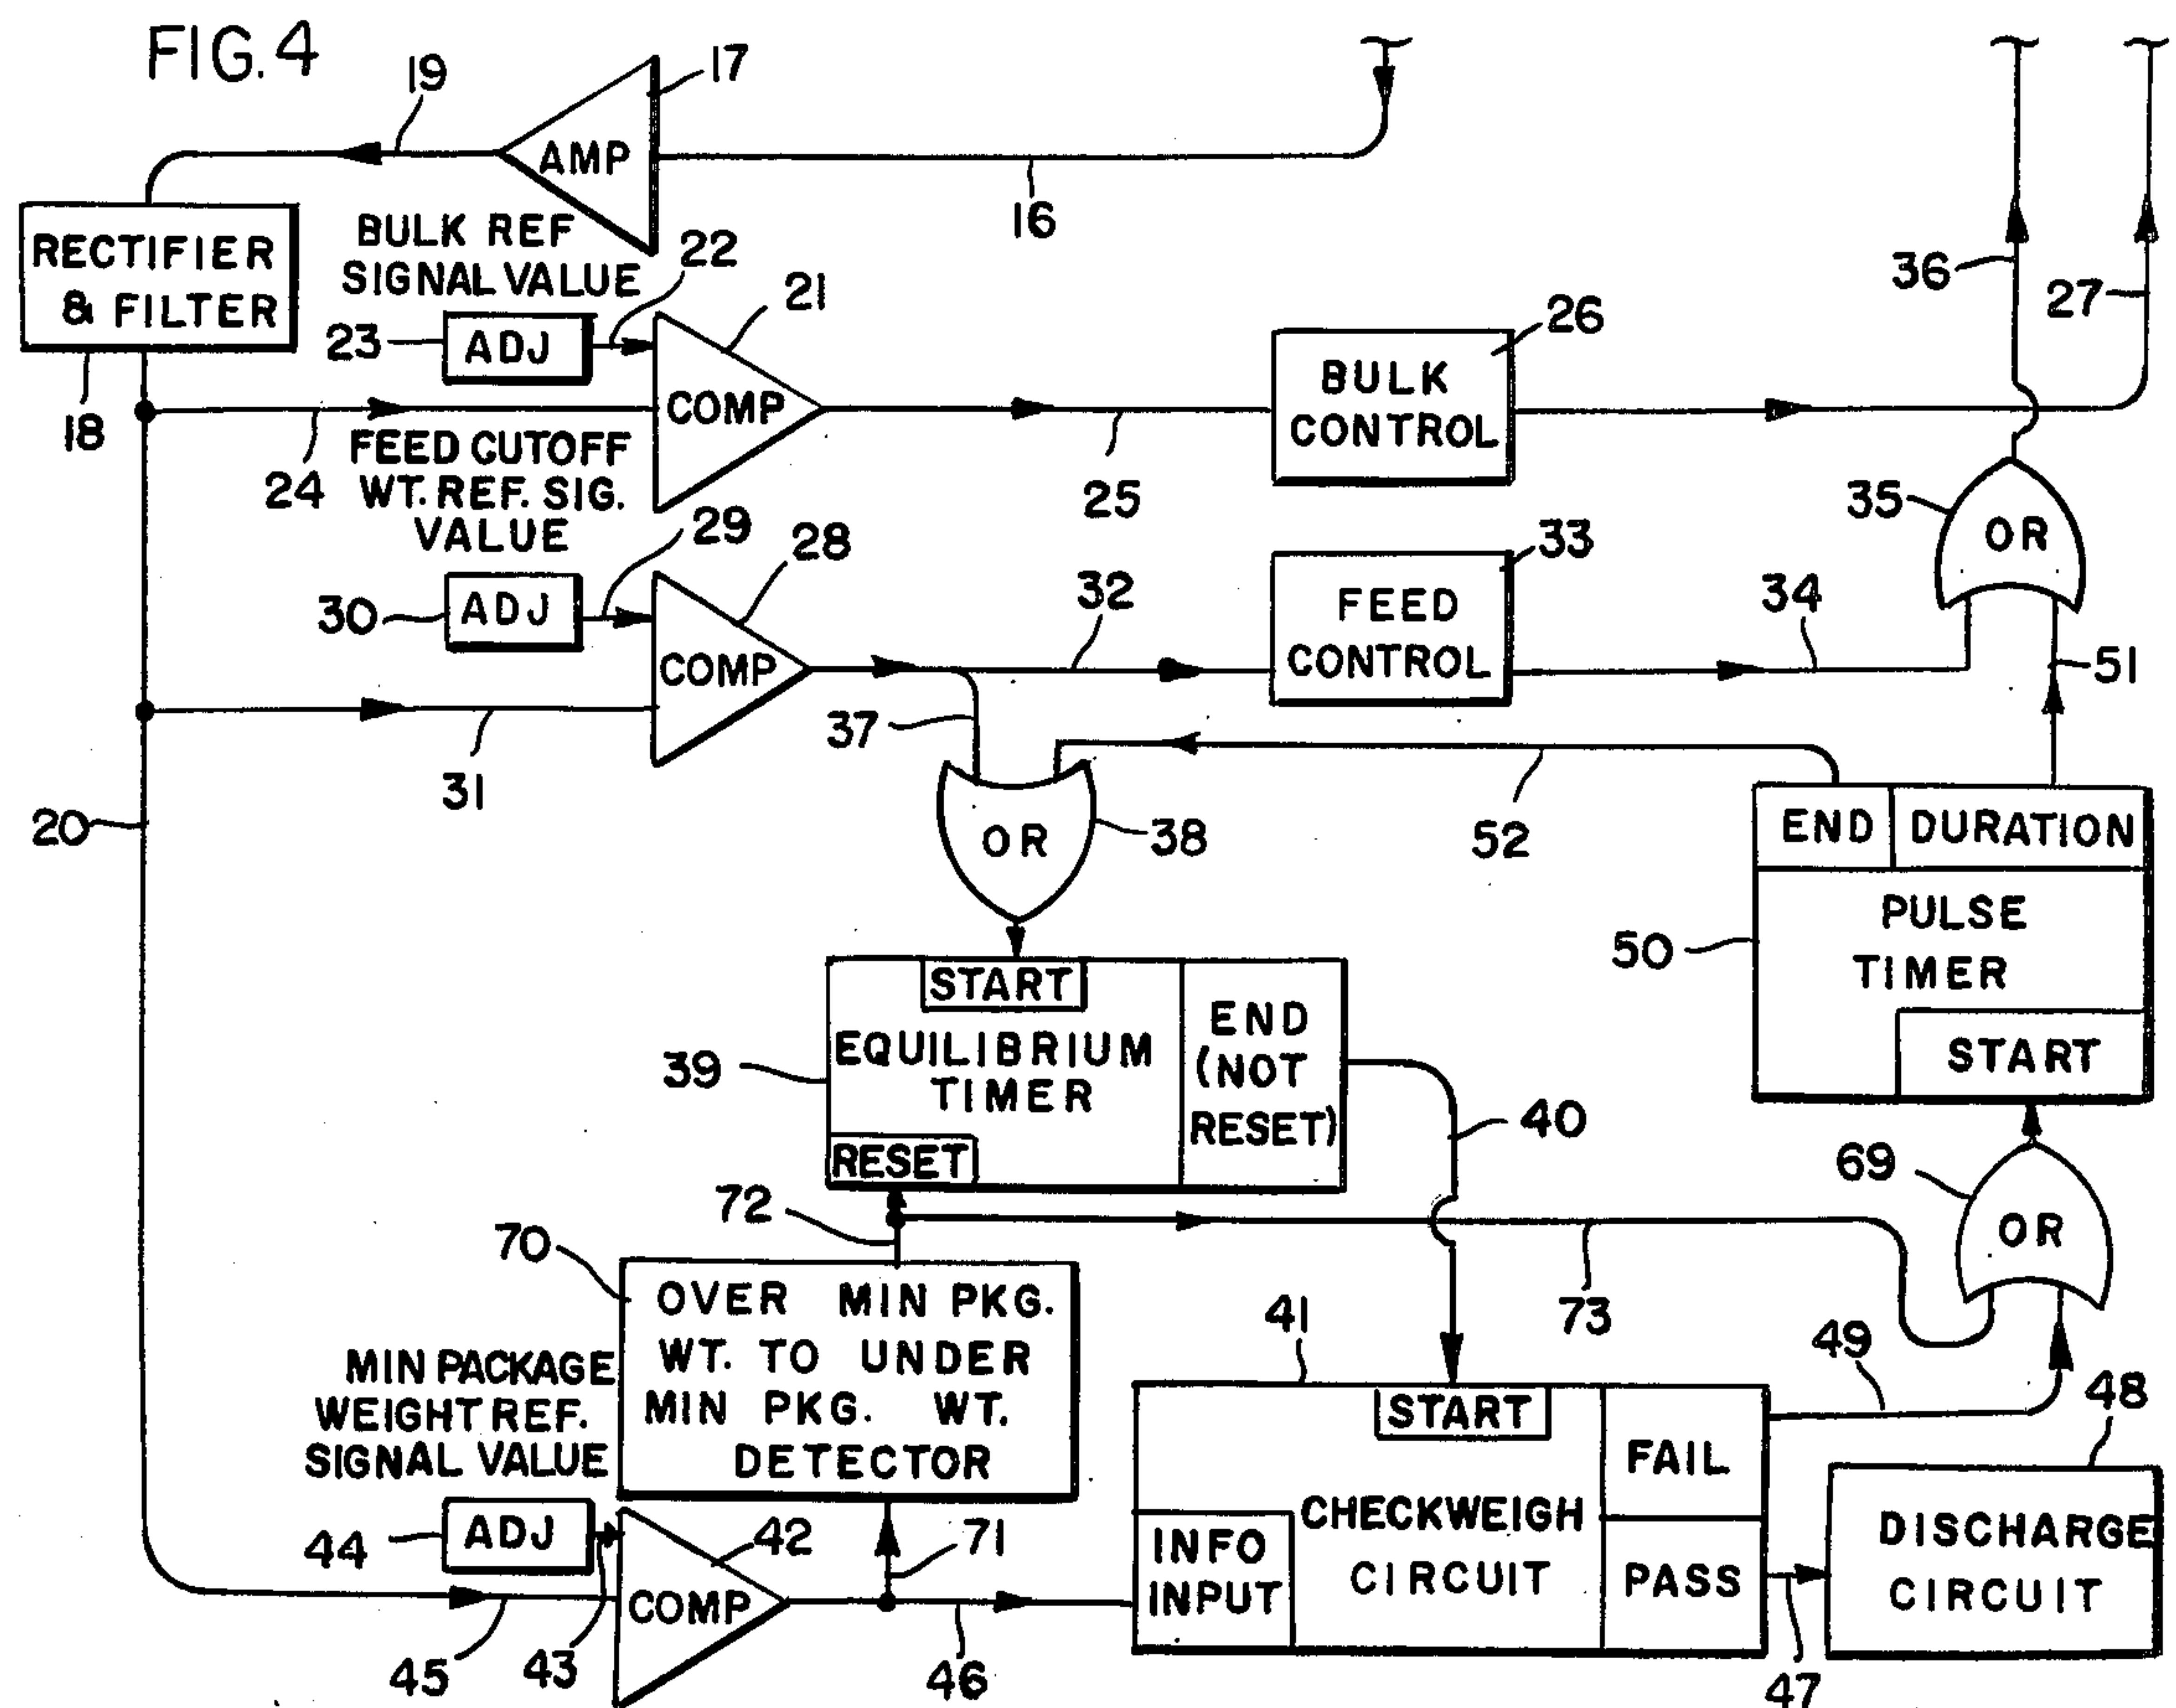 FIG. 4
19
17
AMP
16
RECTIFIER
& FILTER
18
BULK REF
SIGNAL VALUE
22
21
23
ADJ
COMP
24
25
26
BULK
CONTROL
36
27
FEED CUTOFF
WT. REF. SIG.
VALUE
29
28
30
ADJ
COMP
31
32
33
FEED
CONTROL
34
35
OR
51
37
52
20
OR
38
END
DURATION
PULSE
TIMER
50
START
START
EQUILIBRIUM
TIMER
39
END
(NOT
RESET)
40
RESET
72
69
OR
70
OVER MIN PKG.
WT. TO UNDER
MIN PKG. WT.
DETECTOR
73
41
49
48
MIN PACKAGE
WEIGHT REF.
SIGNAL VALUE
START
FAIL
44
ADJ
42
COMP
71
INFO
INPUT
CHECKWEIGH
CIRCUIT
PASS
DISCHARGE
CIRCUIT
45
43
46
47